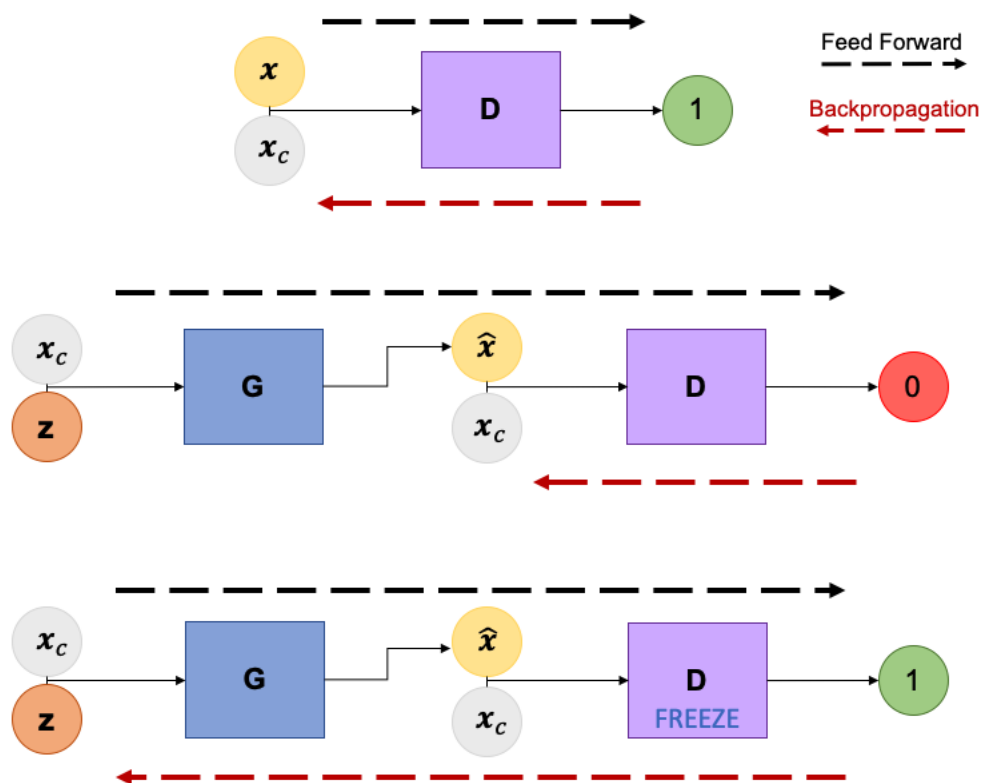 Feed Forward
x
D
1
x_c
Backpropagation
x_c
x̂
G
D
0
z
x_c
x_c
x̂
G
D
1
z
x_c
FREEZE